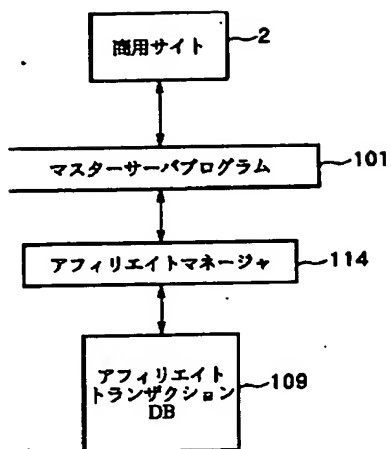 商用サイト
2
マスターサーバプログラム
101
アフィリエイトマネージャ
114
アフィリエイト
トランザクション
DB
109